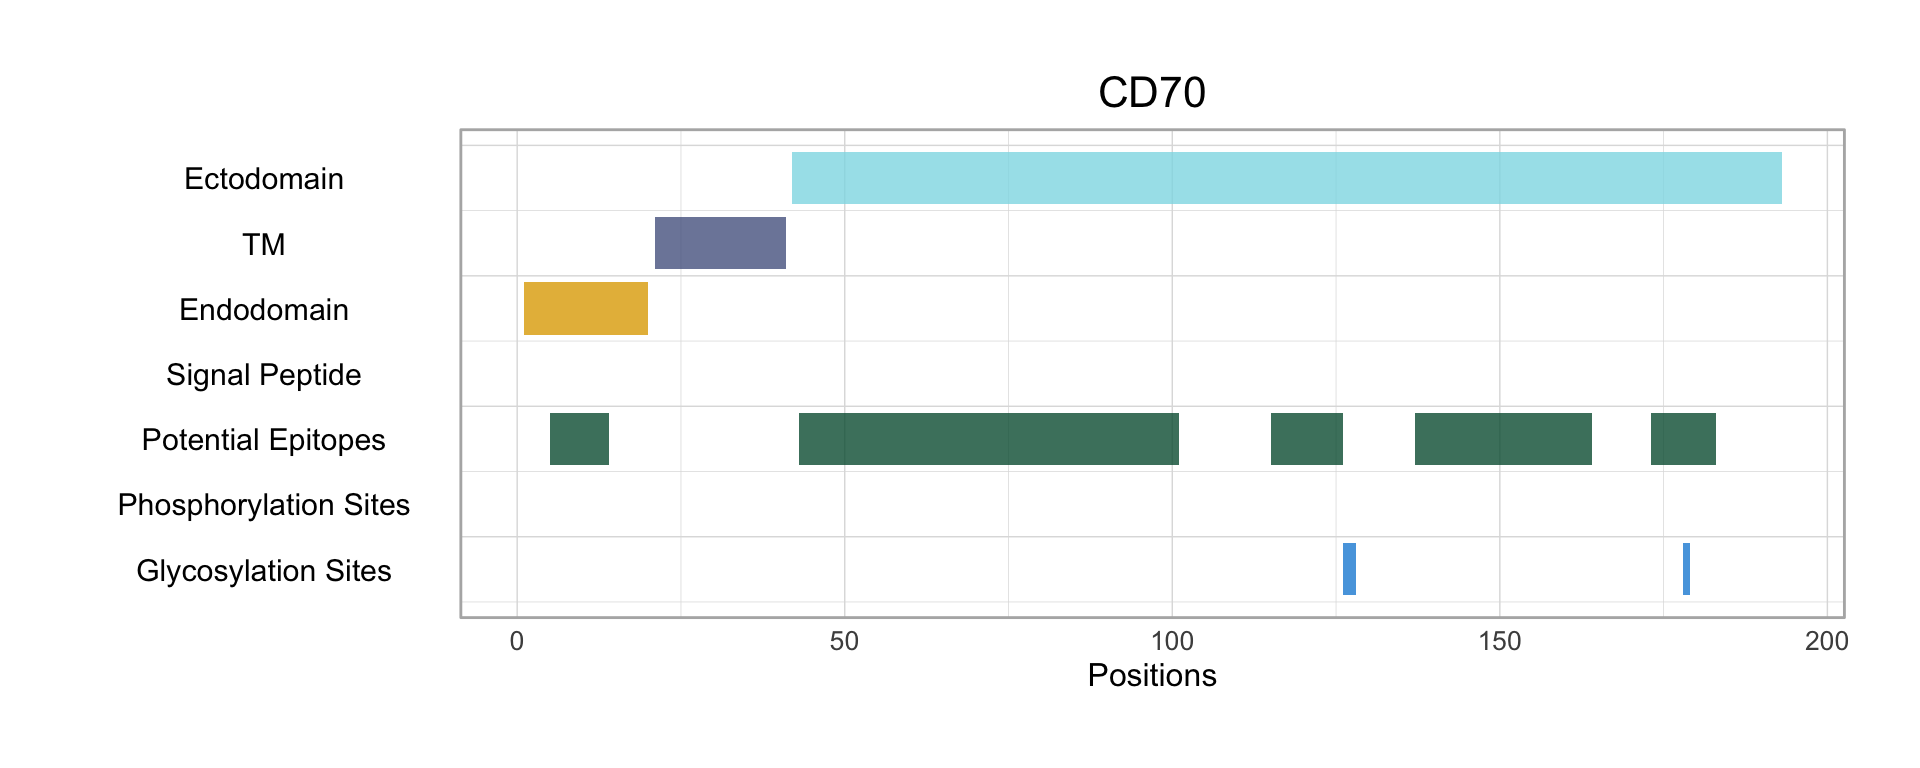 CD70
Ectodomain
TM
Endodomain
Signal Peptide
Potential Epitopes
Phosphorylation Sites
Glycosylation Sites
0 50 100 150 200
Positions